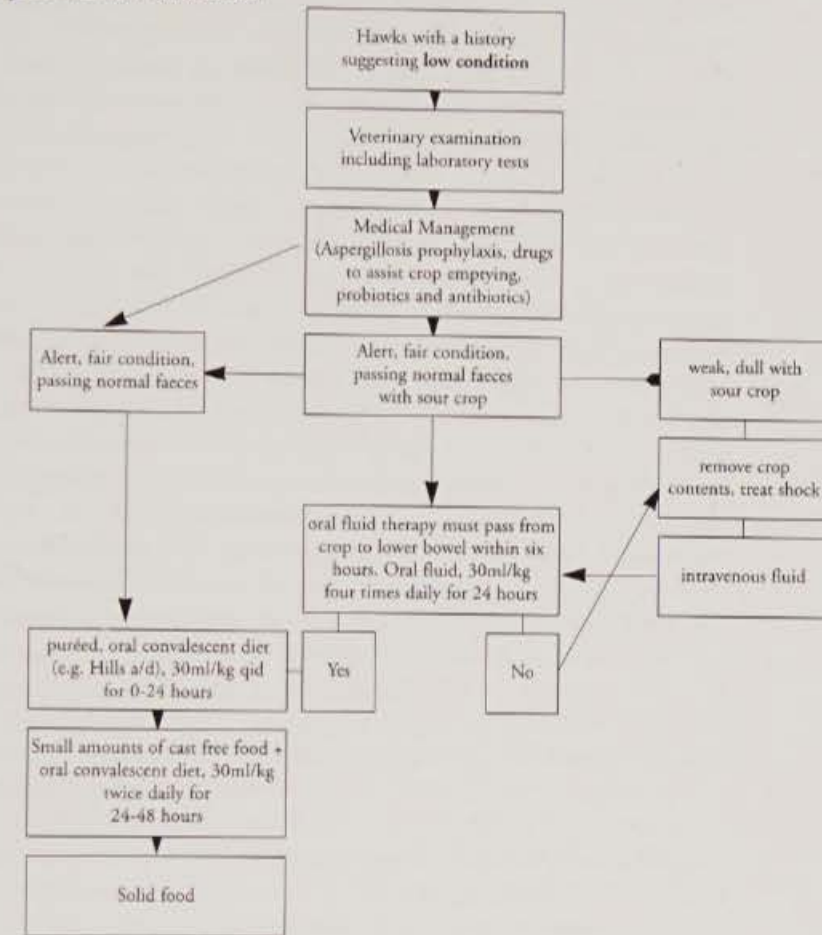 Hawks with a history
suggesting low condition
Veterinary examination
including laboratory tests
Medical Management
(Aspergillosis prophylaxis, drugs
to assist crop emptying,
probiotics and antibiotics)
Alert, fair condition,
passing normal faeces
Alert, fair condition,
passing normal faeces
with sour crop
weak, dull with
sour crop
remove crop
contents, treat shock
oral fluid therapy must pass from
crop to lower bowel within six
hours. Oral fluid, 30ml/kg
four times daily for 24 hours
intravenous fluid
puréed, oral convalescent diet
(e.g. Hills a/d), 30ml/kg qid
for 0-24 hours
Yes
No
Small amounts of cast free food +
oral convalescent diet, 30ml/kg
twice daily for
24-48 hours
Solid food